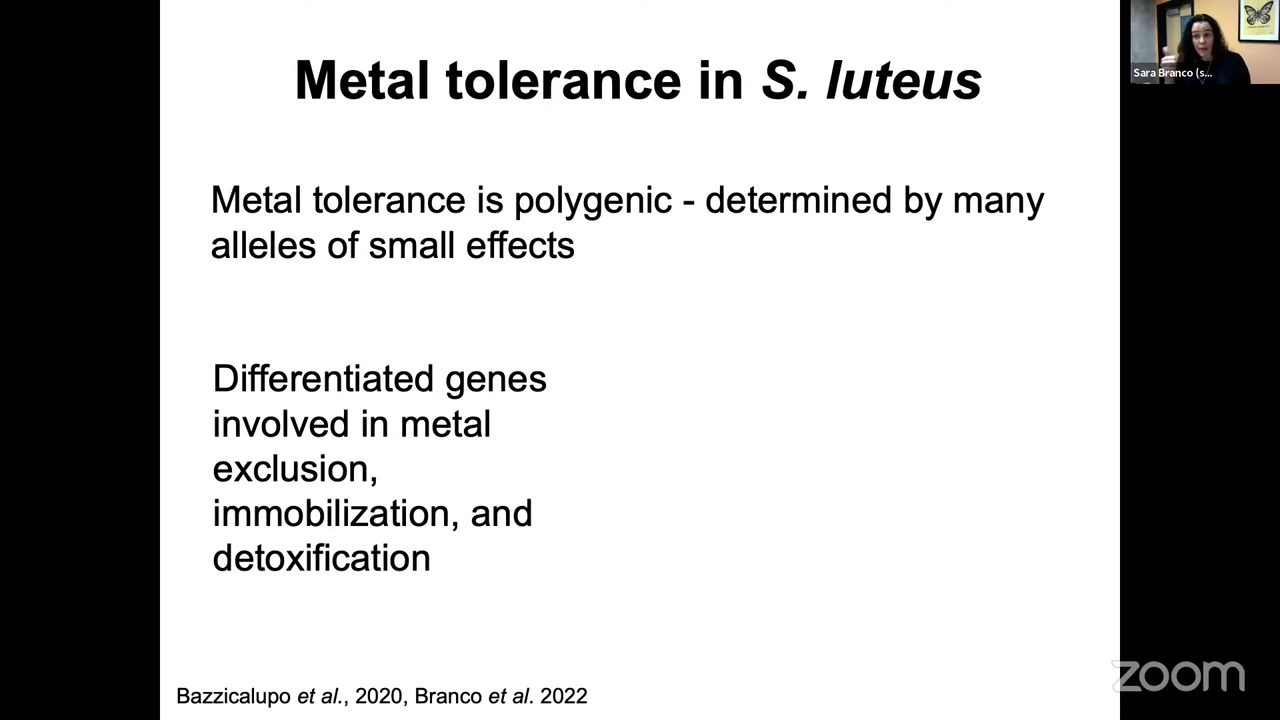 Metal tolerance in S. luteus
Sara Branco (s...
Metal tolerance is polygenic - determined by many
alleles of small effects
Differentiated genes
involved in metal
exclusion,
immobilization, and
detoxification
Bazzicalupo et al., 2020, Branco et al. 2022
zoom